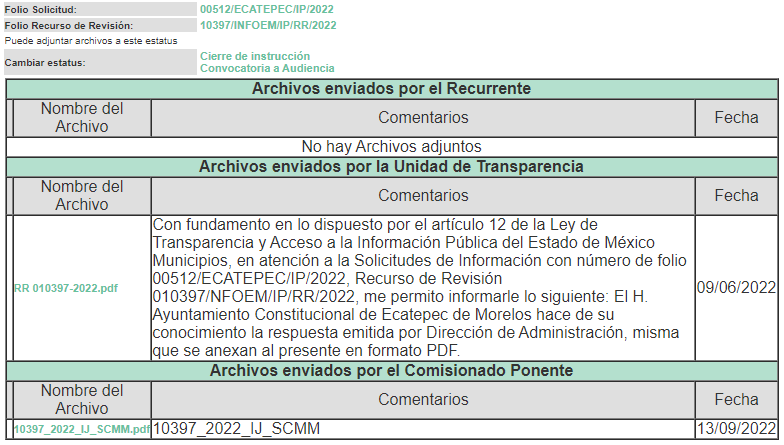 Folio Solicitud: 00512/ECATEPEC/IP/2022
Folio Recurso de Revisión: 10397/INFOEM/IP/RR/2022
Puede adjuntar archivos a este estatus
Cambiar estatus: Cierre de instrucción
Convocatoria a Audiencia
Archivos enviados por el Recurrente
Nombre del Archivo Comentarios Fecha
No hay Archivos adjuntos
Archivos enviados por la Unidad de Transparencia
Nombre del Archivo Comentarios Fecha
RR 010397-2022.pdf
Con fundamento en lo dispuesto por el artículo 12 de la Ley de
Transparencia y Acceso a la Información Pública del Estado de México
Municipios, en atención a la Solicitudes de Información con número de folio
00512/ECATEPEC/IP/2022, Recurso de Revisión
010397/NFOEM/IP/RR/2022, me permito informarle lo siguiente: El H.
Ayuntamiento Constitucional de Ecatepec de Morelos hace de su
conocimiento la respuesta emitida por Dirección de Administración, misma
que se anexan al presente en formato PDF.
09/06/2022
Archivos enviados por el Comisionado Ponente
Nombre del Archivo Comentarios Fecha
10397_2022_IJ_SCMM.pdf 10397_2022_IJ_SCMM 13/09/2022